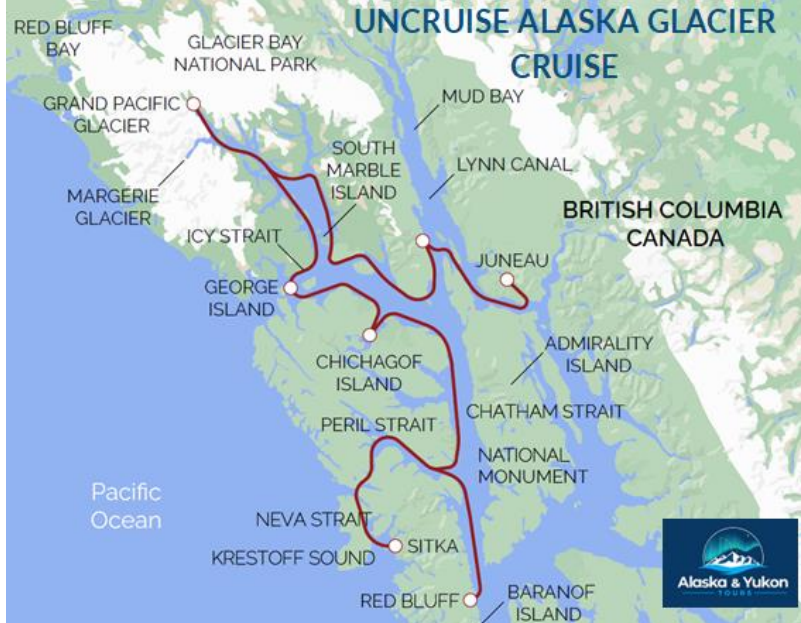 UNCRUISE ALASKA GLACIER
CRUISE
RED BLUFF
BAY
GLACIER BAY
NATIONAL PARK
GRAND PACIFIC
GLACIER
MUD BAY
SOUTH
MARBLE
ISLAND
LYNN CANAL
MARGERIE
GLACIER
BRITISH COLUMBIA
CANADA
ICY STRAIT
JUNEAU
GEORGE
ISLAND
ADMIRALITY
ISLAND
CHICHAGOF
ISLAND
CHATHAM STRAIT
PERIL STRAIT
NATIONAL
MONUMENT
Pacific
Ocean
NEVA STRAIT
SITKA
KRESTOFF SOUND
RED BLUFF
BARANOF
ISLAND
Alaska & Yukon
TOURS